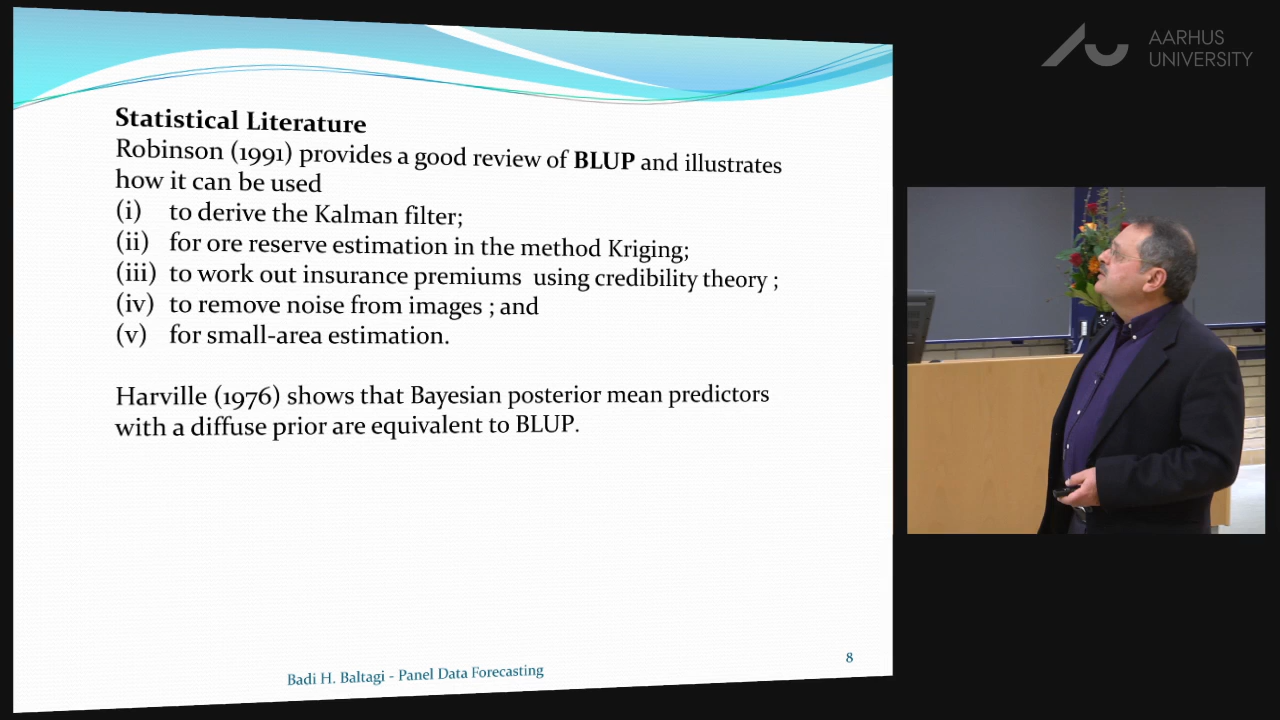 Statistical Literature
Robinson (1991) provides a good review of BLUP and illustrates
how it can be used
(i) to derive the Kalman filter;
(ii) for ore reserve estimation in the method Kriging;
(iii) to work out insurance premiums using credibility theory ;
(iv) to remove noise from images ; and
(v) for small-area estimation.
Harville (1976) shows that Bayesian posterior mean predictors
with a diffuse prior are equivalent to BLUP.
Badi H. Baltagi - Panel Data Forecasting
8
AARHUS
UNIVERSITY